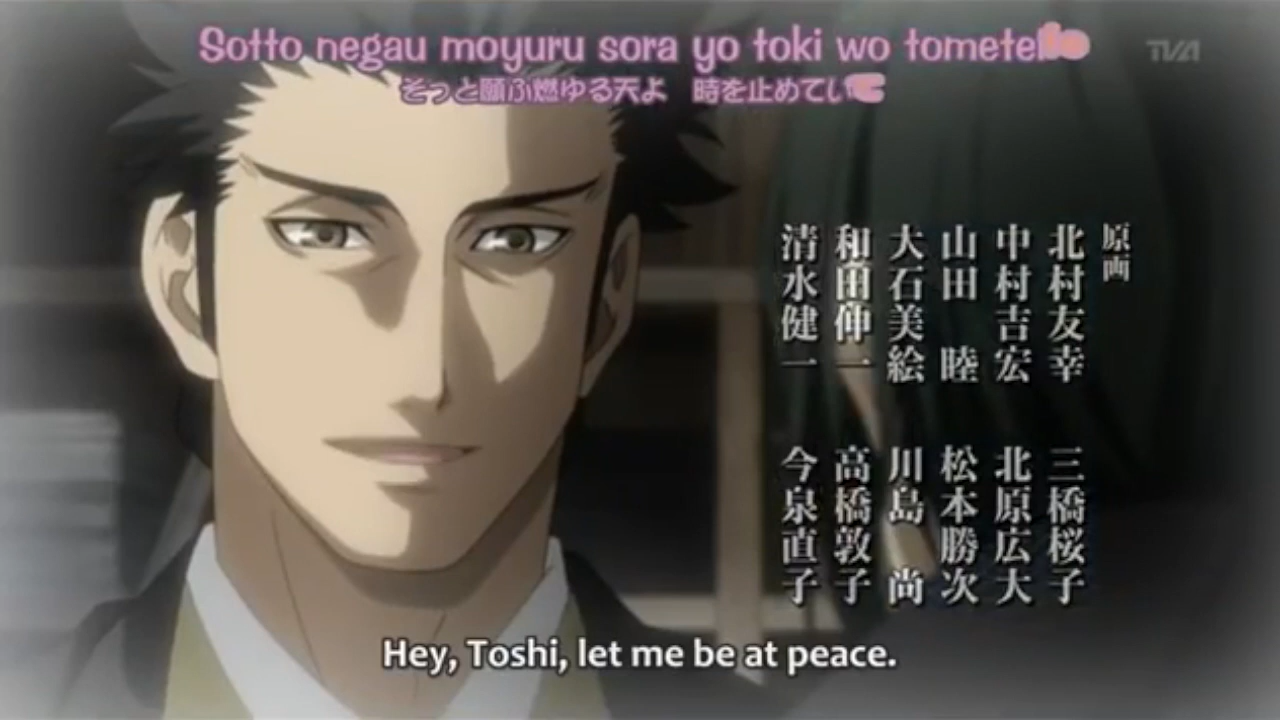 Sotto negau moyuru sora yo toki wo tomete
そっと願ふ燃ゆる天よ 時を止めてい
TVA
原画
北村友幸
中村吉宏
山田 睦
大石美絵
和田伸一
清水健一
三橋桜子
北原広大
松本勝次
川島 尚
高橋敦子
今泉直子
Hey, Toshi, let me be at peace.